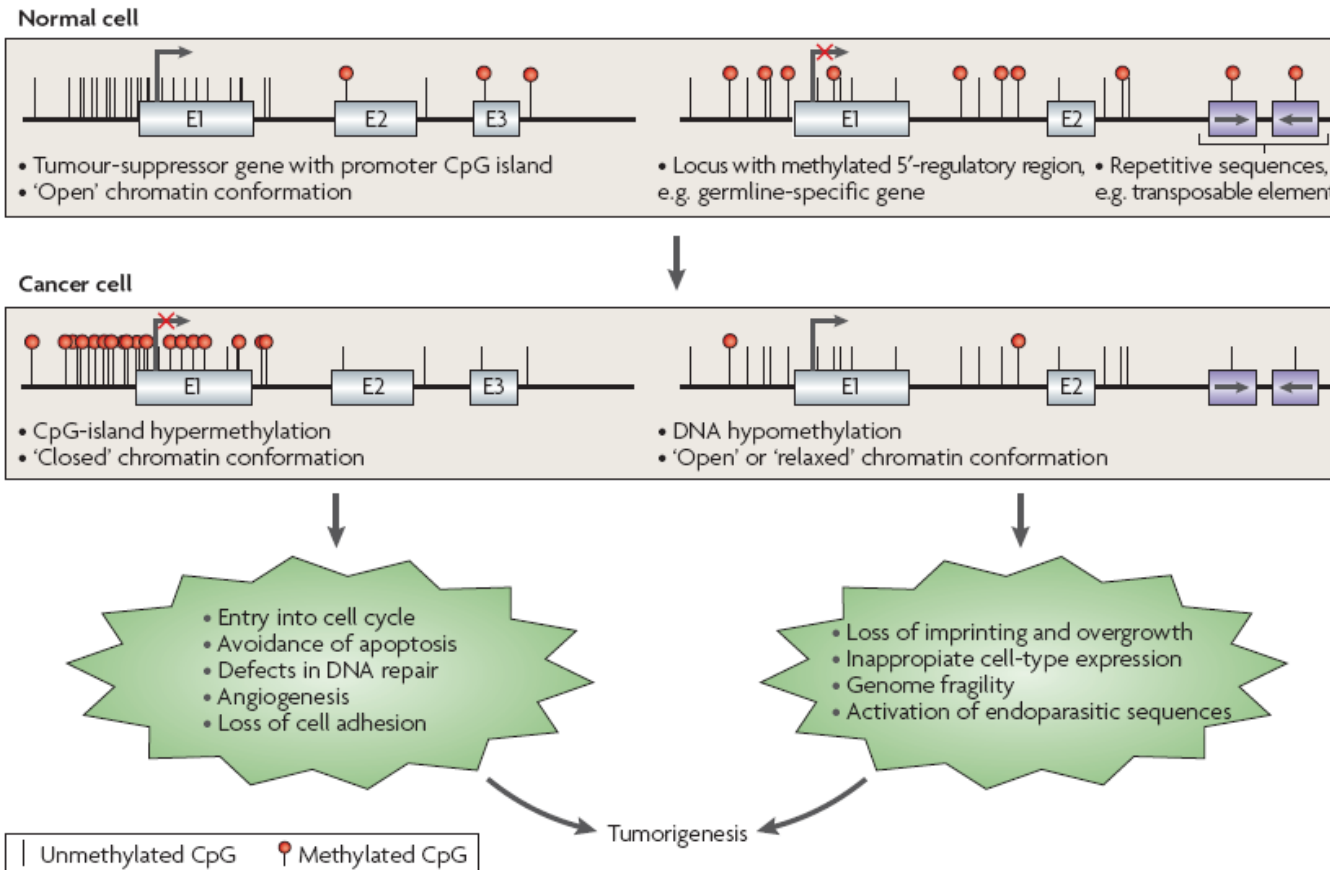 Normal cell
E1
E2
E3
E1
E2
• Tumour-suppressor gene with promoter CpG island
• 'Open' chromatin conformation
• Locus with methylated 5′-regulatory region,
e.g. germline-specific gene
• Repetitive sequences,
e.g. transposable element
Cancer cell
E1
E2
E3
E1
E2
• CpG-island hypermethylation
• 'Closed' chromatin conformation
• DNA hypomethylation
• 'Open' or 'relaxed' chromatin conformation
• Entry into cell cycle
• Avoidance of apoptosis
• Defects in DNA repair
• Angiogenesis
• Loss of cell adhesion
• Loss of imprinting and overgrowth
• Inappropiate cell-type expression
• Genome fragility
• Activation of endoparasitic sequences
Tumorigenesis
Unmethylated CpG
Methylated CpG